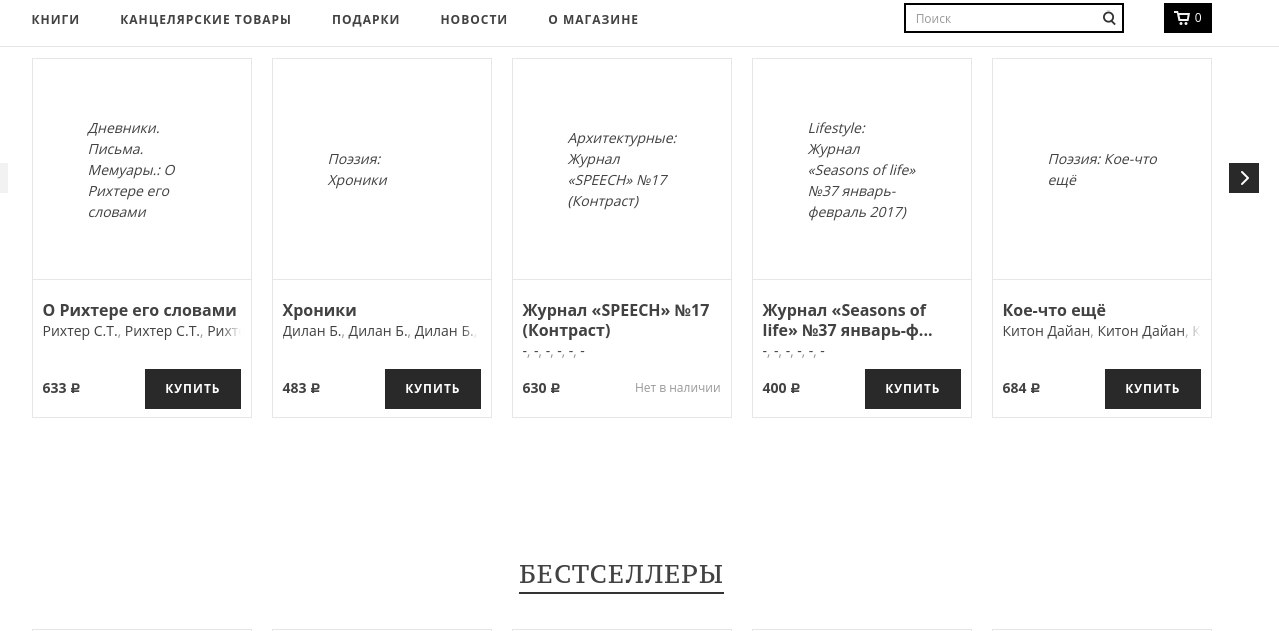 КНИГИ КАНЦЕЛЯРСКИЕ ТОВАРЫ ПОДАРКИ НОВОСТИ О МАГАЗИНЕ Поиск 0
Дневники.
Письма.
Мемуары.: О
Рихтере его
словами
Поэзия:
Хроники
Архитектурные:
Журнал
«SPEECH» №17
(Контраст)
Lifestyle:
Журнал
«Seasons of life»
№37 январь-
февраль 2017)
Поэзия: Кое-что
ещё
О Рихтере его словами
Рихтер С.Т., Рихтер С.Т., Рихт
633 ₽ КУПИТЬ
Хроники
Дилан Б., Дилан Б., Дилан Б.,
483 ₽ КУПИТЬ
Журнал «SPEECH» №17
(Контраст)
-, -, -, -, -, -
630 ₽ Нет в наличии
Журнал «Seasons of
life» №37 январь-ф...
-, -, -, -, -, -
400 ₽ КУПИТЬ
Кое-что ещё
Китон Дайан, Китон Дайан, К
684 ₽ КУПИТЬ
БЕСТСЕЛЛЕРЫ